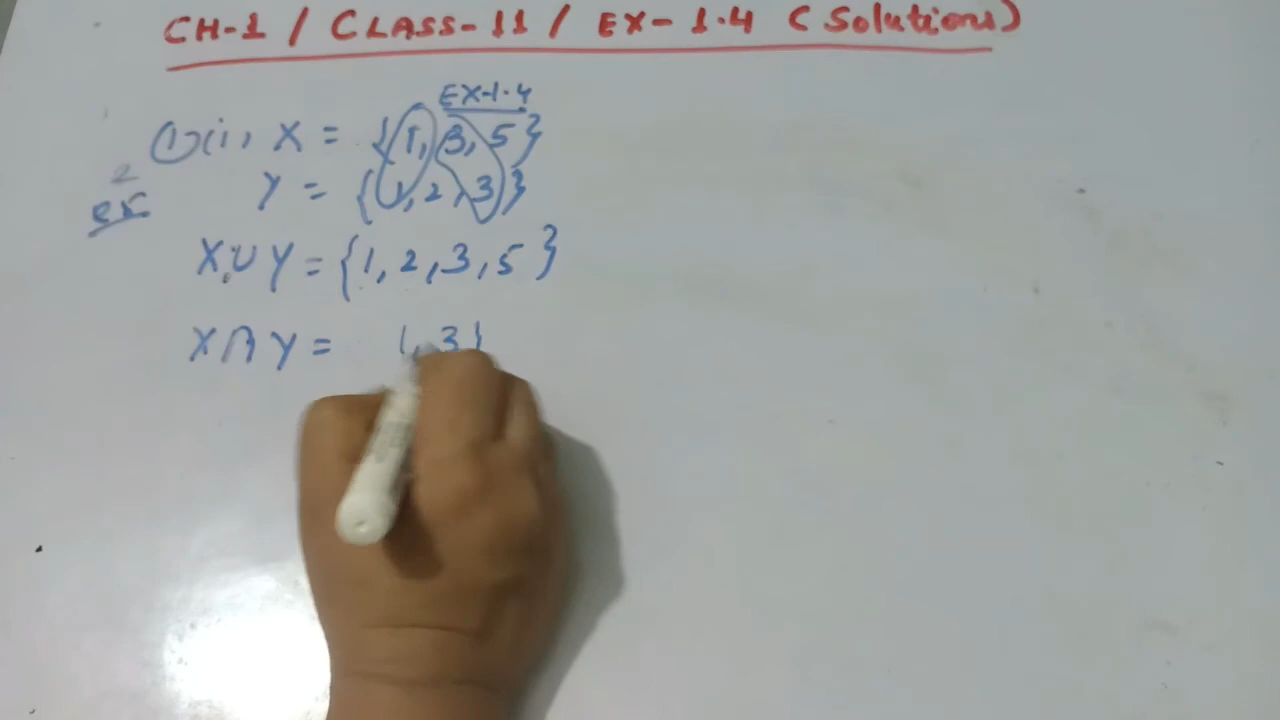 CH-1 / CLASS-11 / EX- 1.4 (Solutions)
EX-1.4
①(i) X = {1, 3, 5}
Y = {1, 2, 3}
2
X∪Y = {1, 2, 3, 5}
X∩Y = 1, 3}